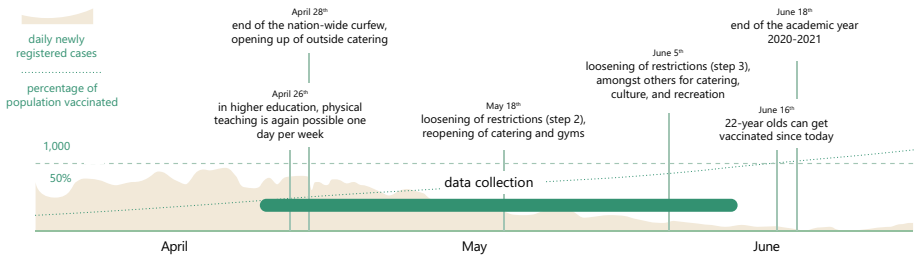 daily newly
registered cases
percentage of
population vaccinated
April 28th
end of the nation-wide curfew,
opening up of outside catering
April 26th
in higher education, physical
teaching is again possible one
day per week
May 18th
loosening of restrictions (step 2),
reopening of catering and gyms
June 5th
loosening of restrictions (step 3),
amongst others for catering,
culture, and recreation
June 18th
end of the academic year
2020-2021
June 16th
22-year olds can get
vaccinated since today
1,000
50%
data collection
April
May
June